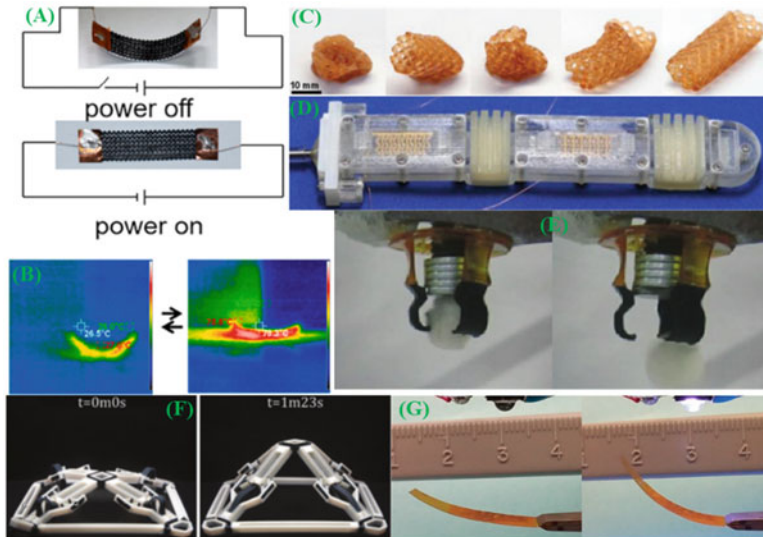 (A)
power off
power on
(B)
26.5°C
(C)
10 mm
(D)
(E)
t=0m0s
(F)
t=1m23s
(G)
1 2 3 4
1 2 3 4